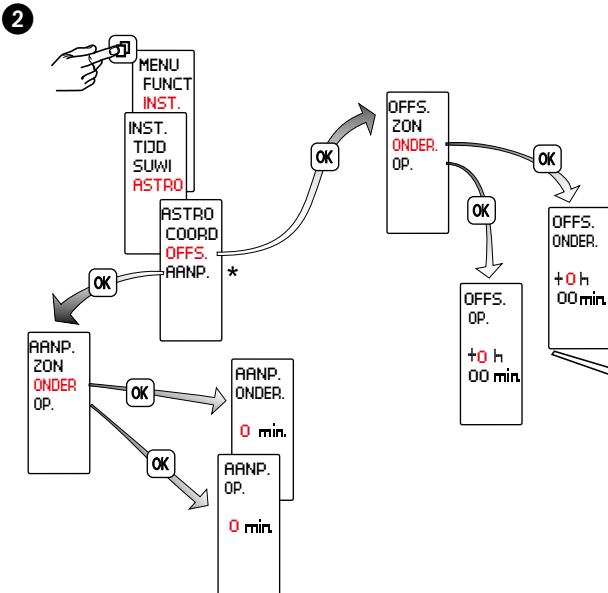 2
MENU
FUNCT
INST.
INST.
TIJD
SUWI
ASTRO
ASTRO
COORD
OFFS.
AANP. *
OK
OK
OFFS.
ZON
ONDER.
OP.
OK
OK
OFFS.
ONDER.
+0 h
00 min.
OFFS.
OP.
+0 h
00 min
AANP.
ZON
ONDER
OP.
OK
OK
AANP.
ONDER.
0 min.
AANP.
OP.
0 min.